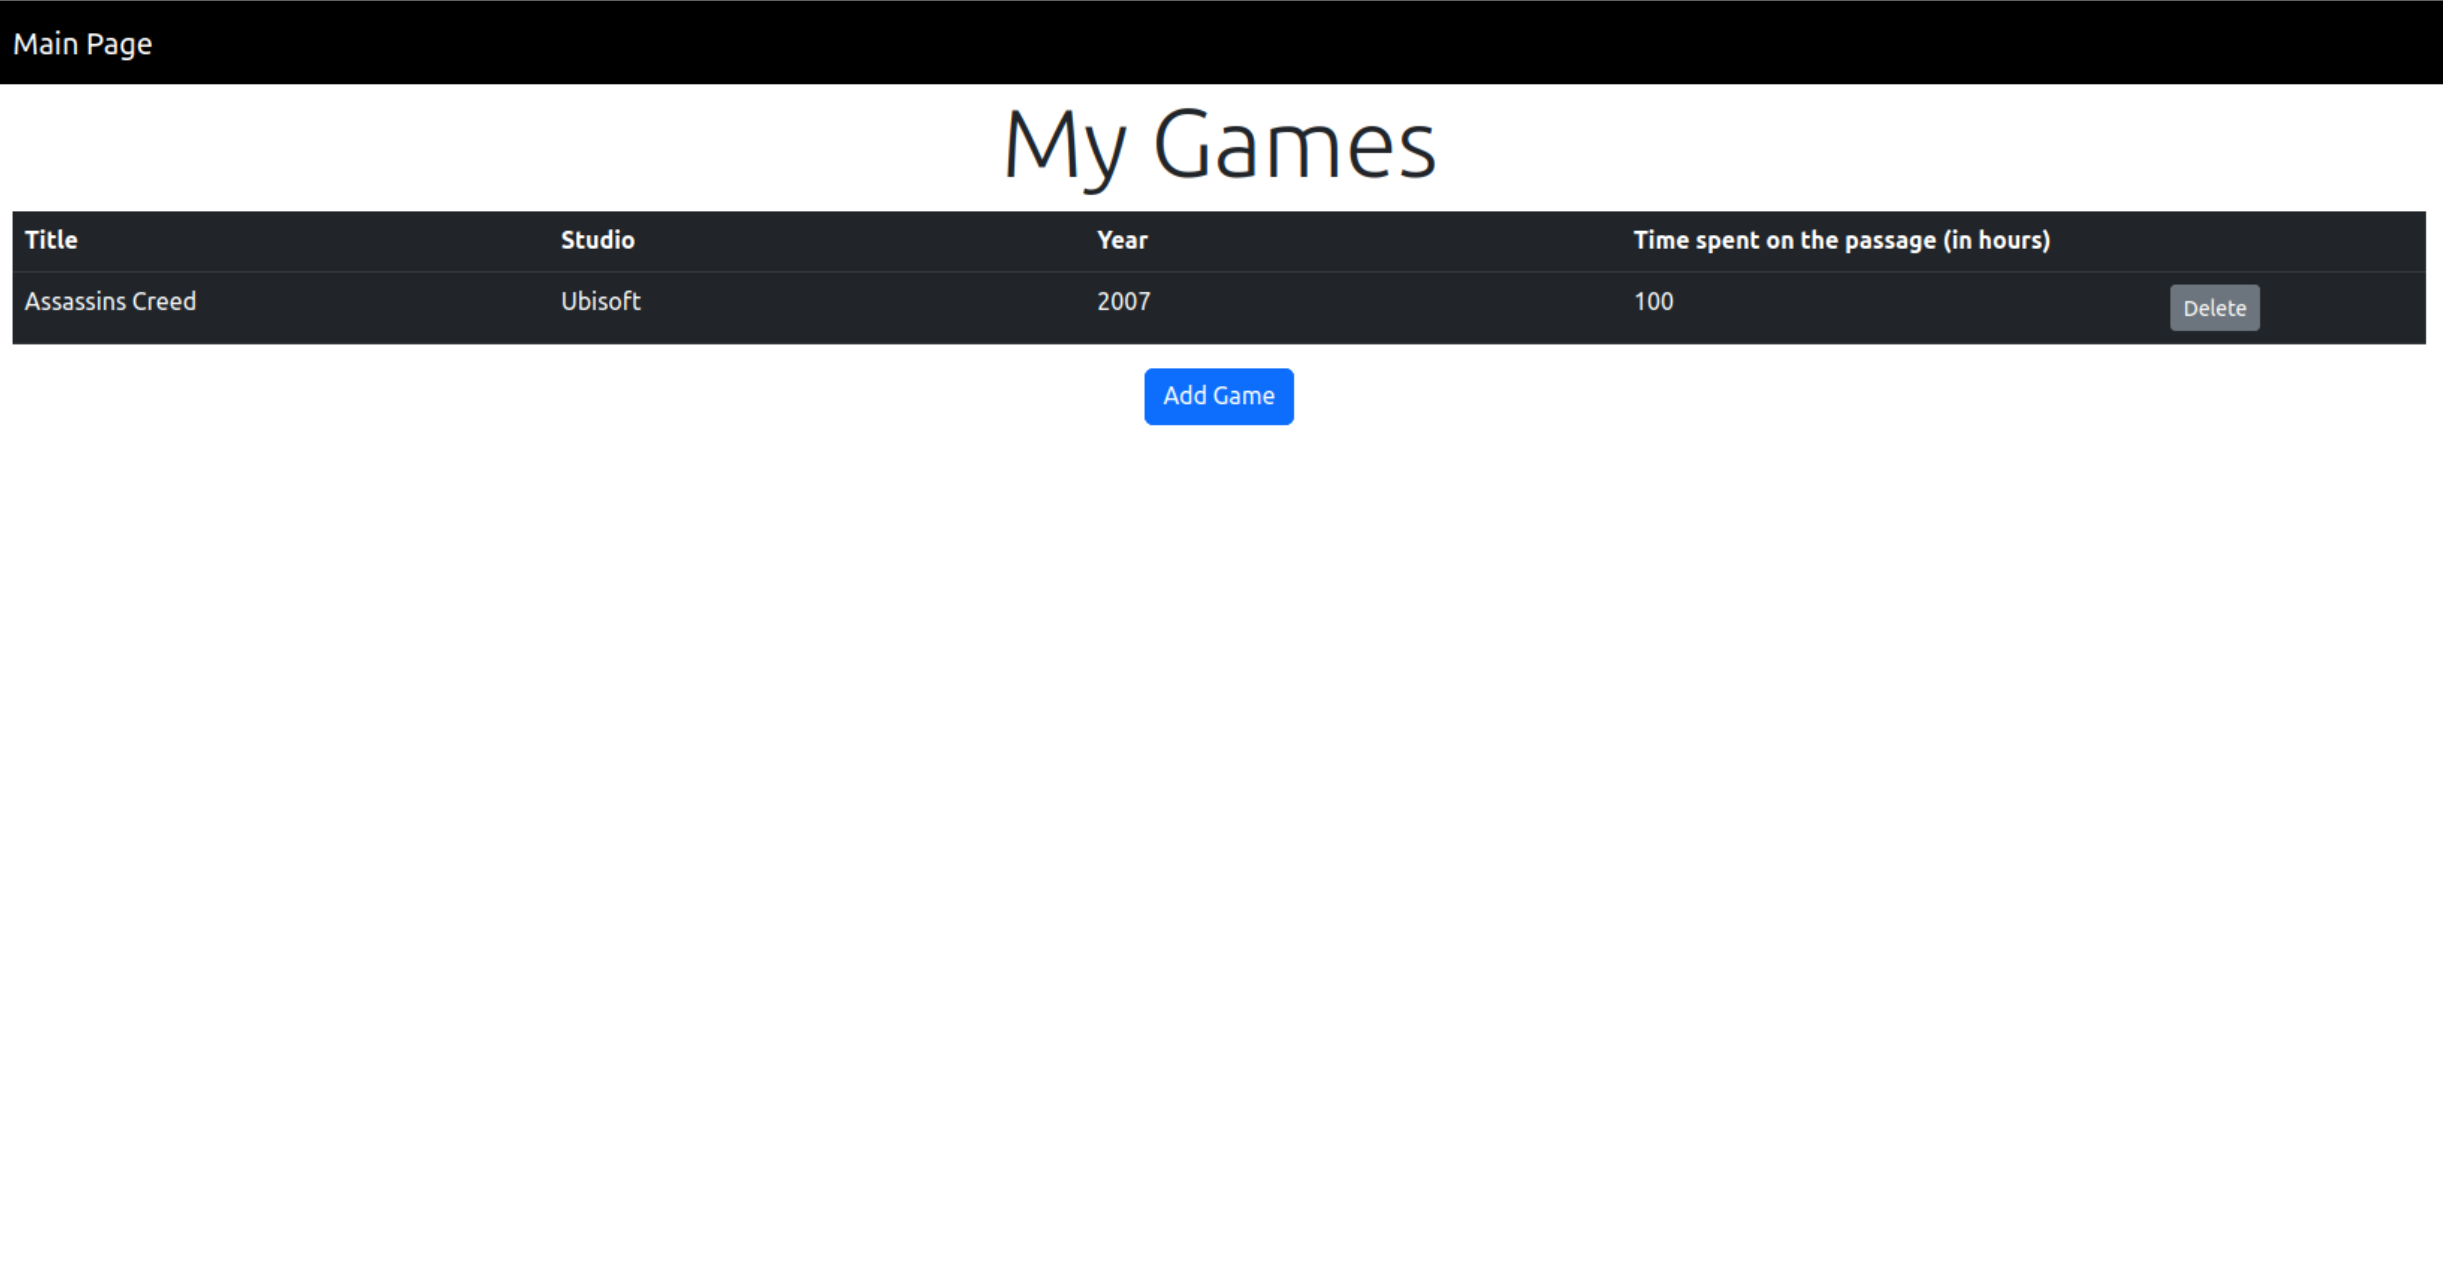 Main Page
My Games
Title Studio Year Time spent on the passage (in hours)
Assassins Creed Ubisoft 2007 100 Delete
Add Game